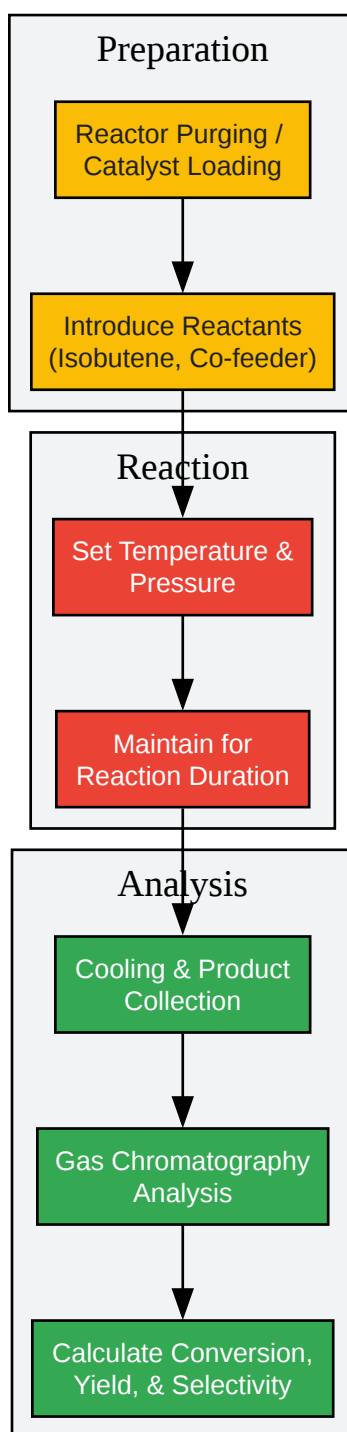 Preparation
Reactor Purging /
Catalyst Loading
Introduce Reactants
(Isobutene, Co-feeder)
Reaction
Set Temperature &
Pressure
Maintain for
Reaction Duration
Analysis
Cooling & Product
Collection
Gas Chromatography
Analysis
Calculate Conversion,
Yield, & Selectivity